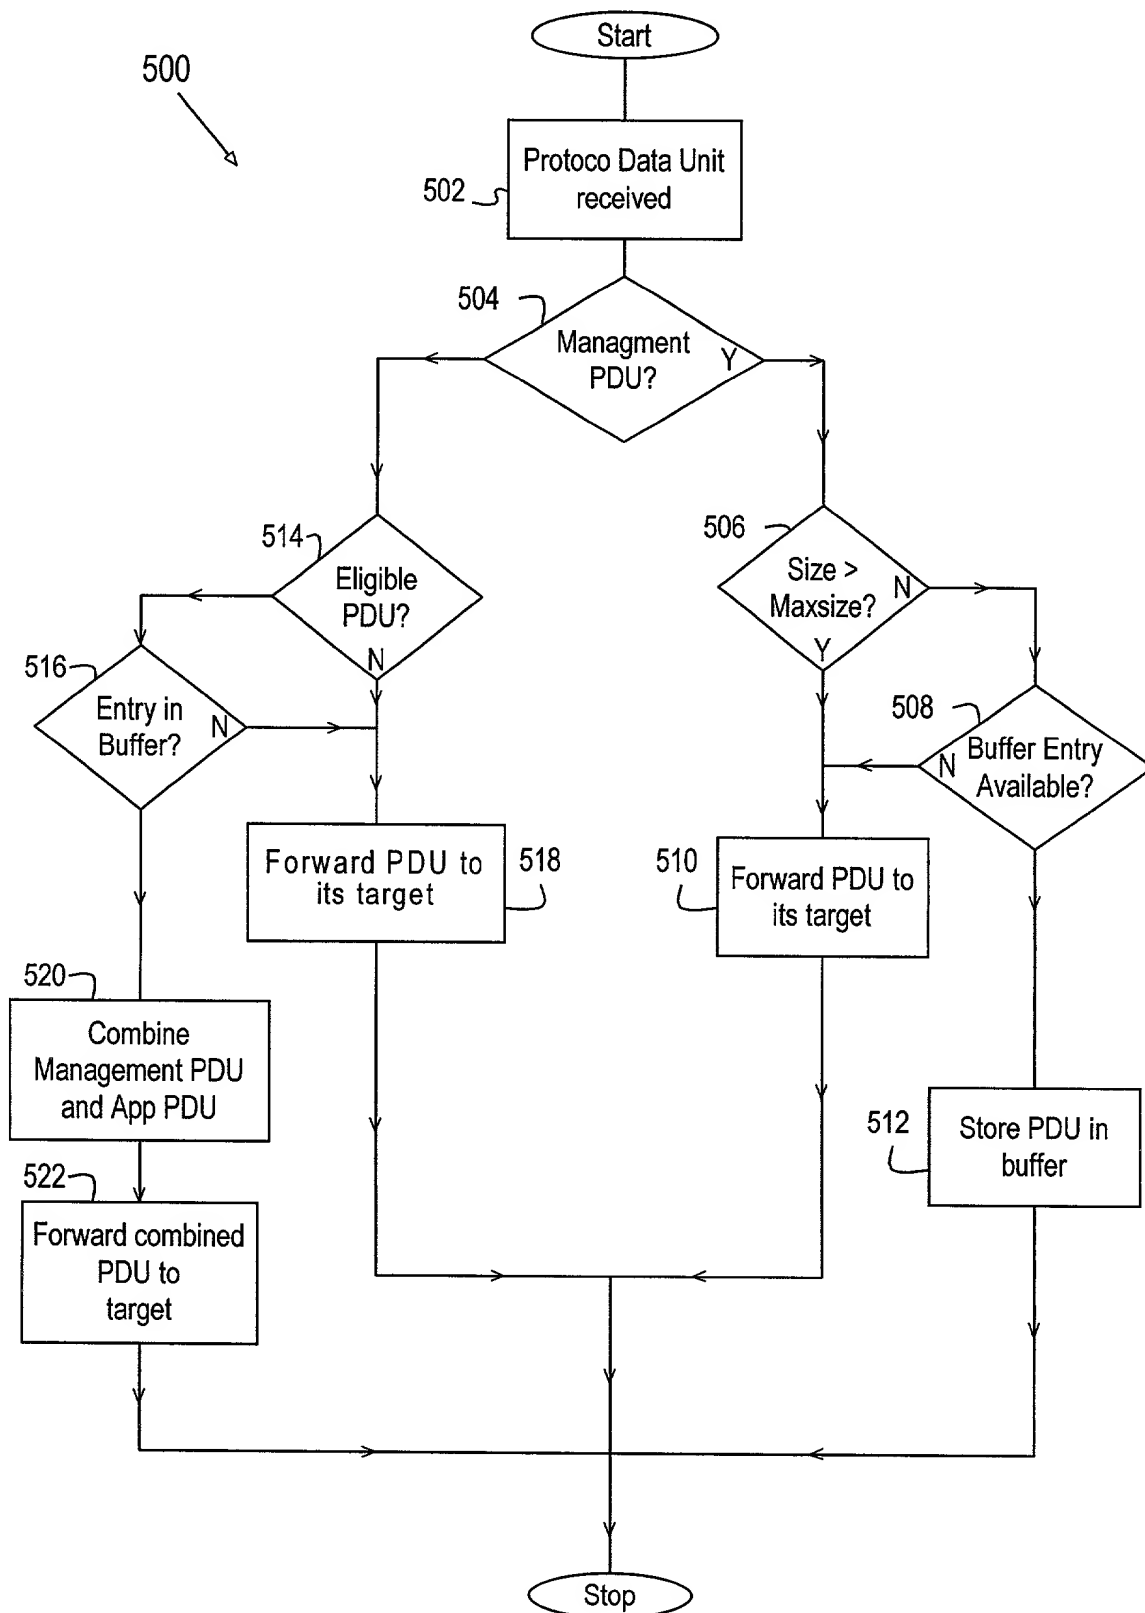 Start
500
Protoco Data Unit
received
502
504
Managment
PDU?
Y
514
Eligible
PDU?
N
506
Size >
Maxsize?
N
Y
516
Entry in
Buffer?
N
508
Buffer Entry
Available?
N
Forward PDU to
its target
518
510
Forward PDU to
its target
520
Combine
Management PDU
and App PDU
512
Store PDU in
buffer
522
Forward combined
PDU to
target
Stop